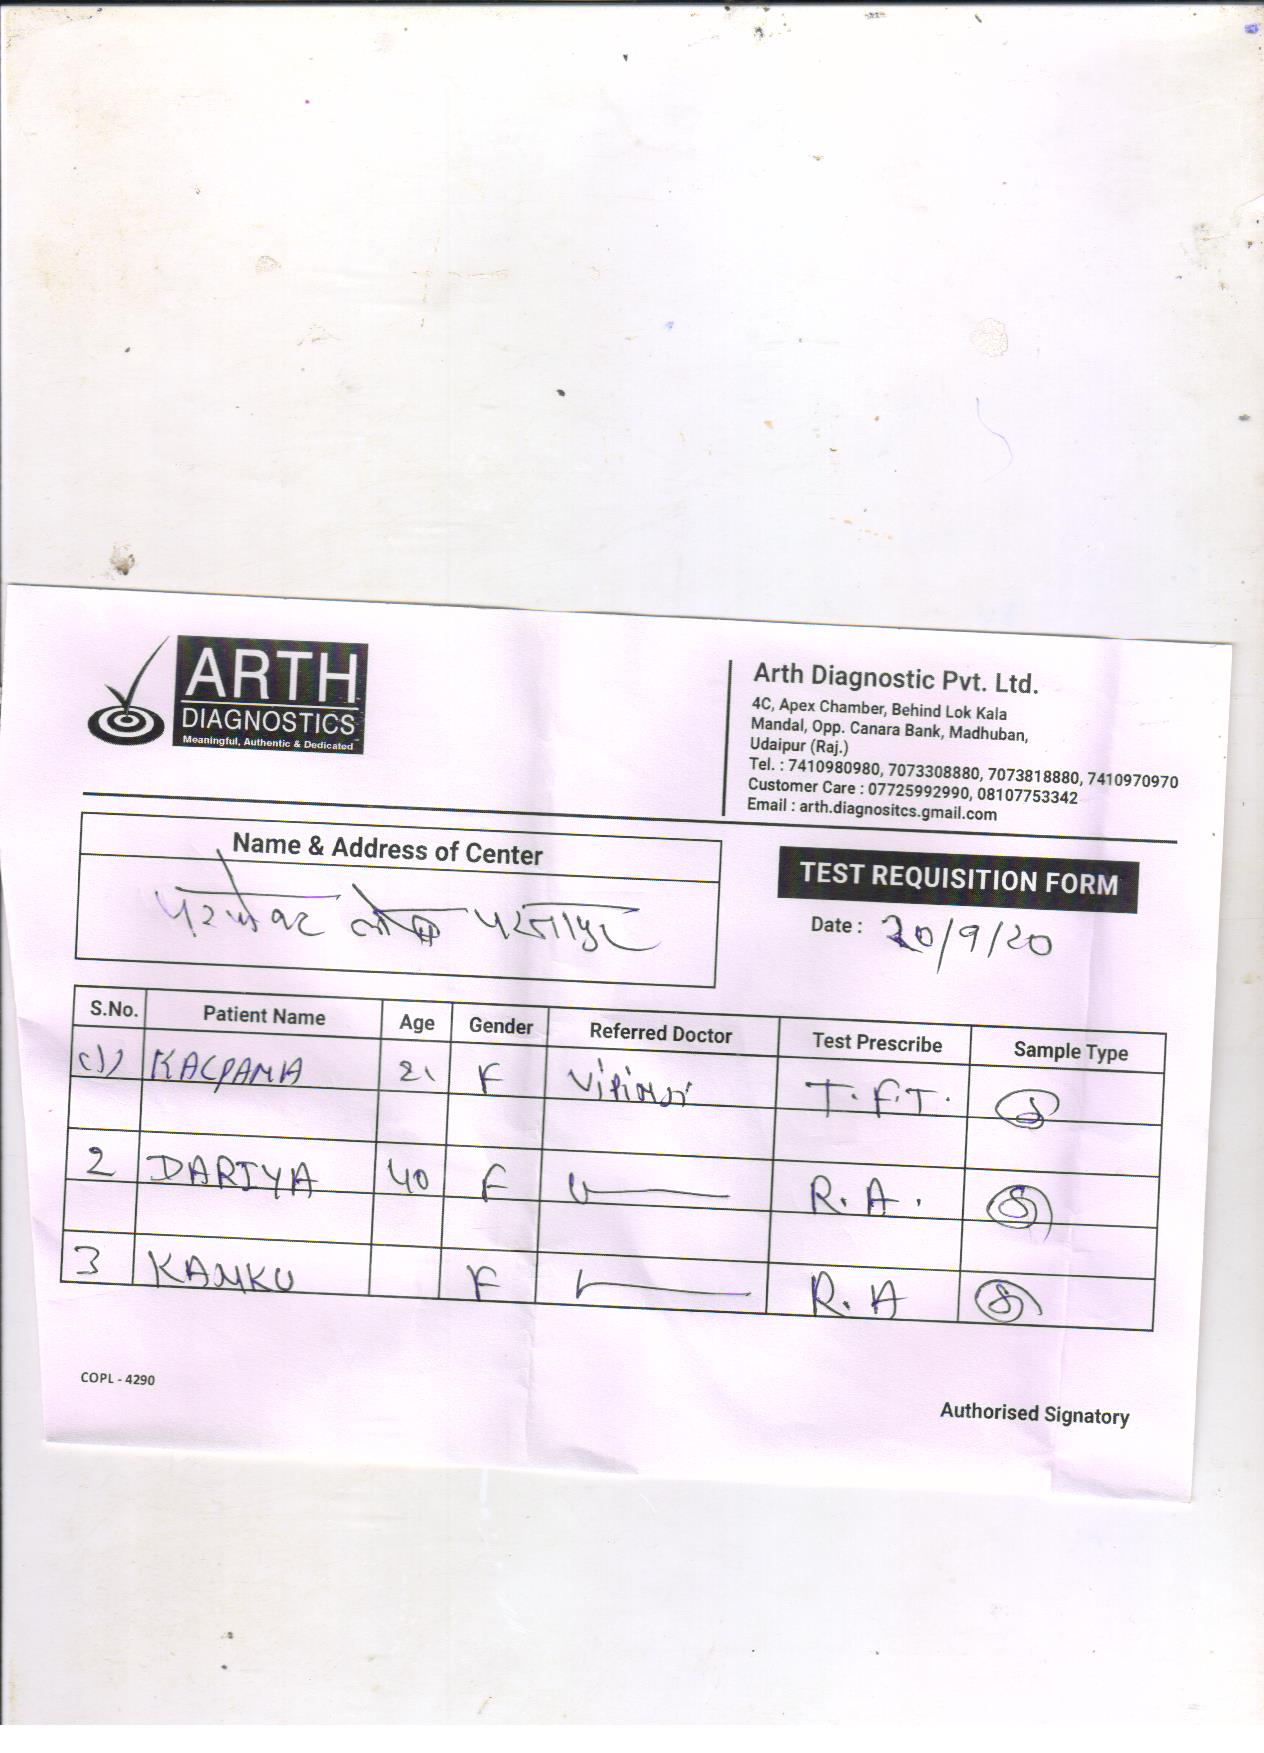 ARTH
DIAGNOSTICS
Meaningful, Authentic & Dedicated
Arth Diagnostic Pvt. Ltd.
4C, Apex Chamber, Behind Lok Kala
Mandal, Opp. Canara Bank, Madhuban,
Udaipur (Raj.)
Tel. : 7410980980, 7073308880, 7073818880, 7410970970
Customer Care : 07725992990, 08107753342
Email : arth.diagnositcs.gmail.com
Name & Address of Center
TEST REQUISITION FORM
Date : 20/9/20
S.No. Patient Name Age Gender Referred Doctor Test Prescribe Sample Type
(1) KALPANA 21 F T.F.T. S
2 DARIYA 40 F R.A. S
3 KANKU F R.A S
COPL - 4290
Authorised Signatory